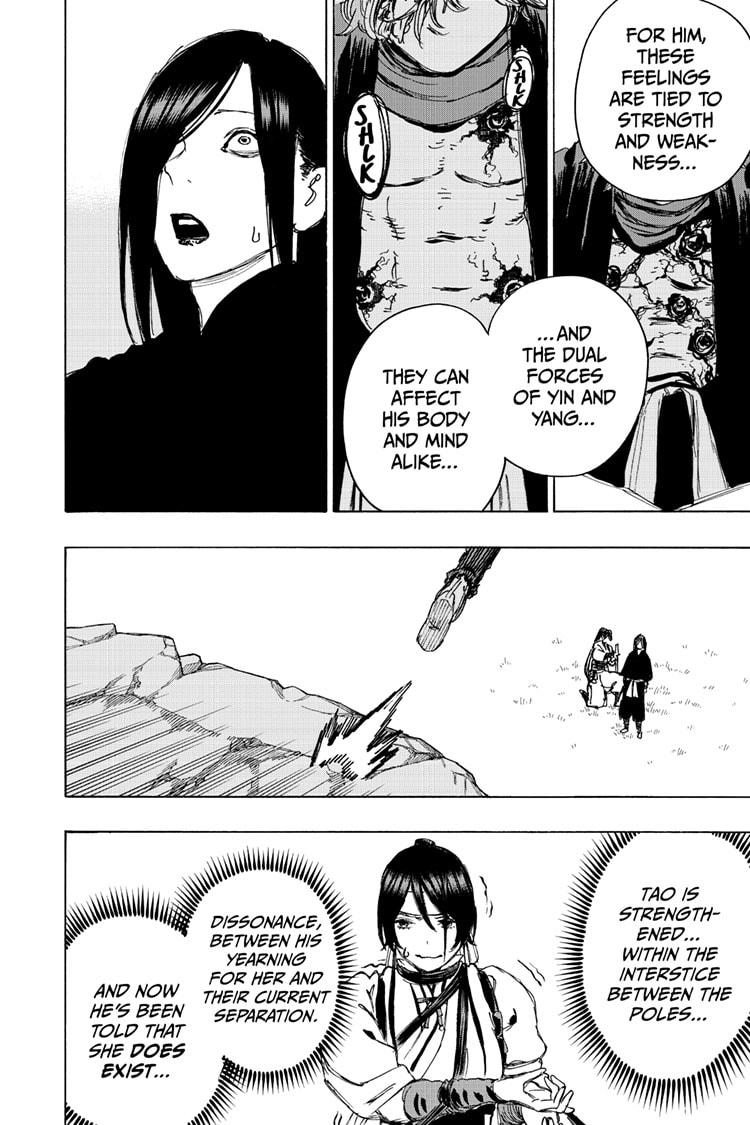 FOR HIM,
THESE
FEELINGS
ARE TIED TO
STRENGTH
AND WEAK-
NESS...
SHLK
SHLK
...AND
THE DUAL
FORCES
OF YIN AND
YANG...
THEY CAN
AFFECT
HIS BODY
AND MIND
ALIKE...
TAO IS
STRENGTH-
ENED...
WITHIN THE
INTERSTICE
BETWEEN
THE POLES...
DISSONANCE,
BETWEEN HIS
YEARNING
FOR HER AND
THEIR CURRENT
SEPARATION.
AND NOW
HE'S BEEN
TOLD THAT
SHE DOES
EXIST...